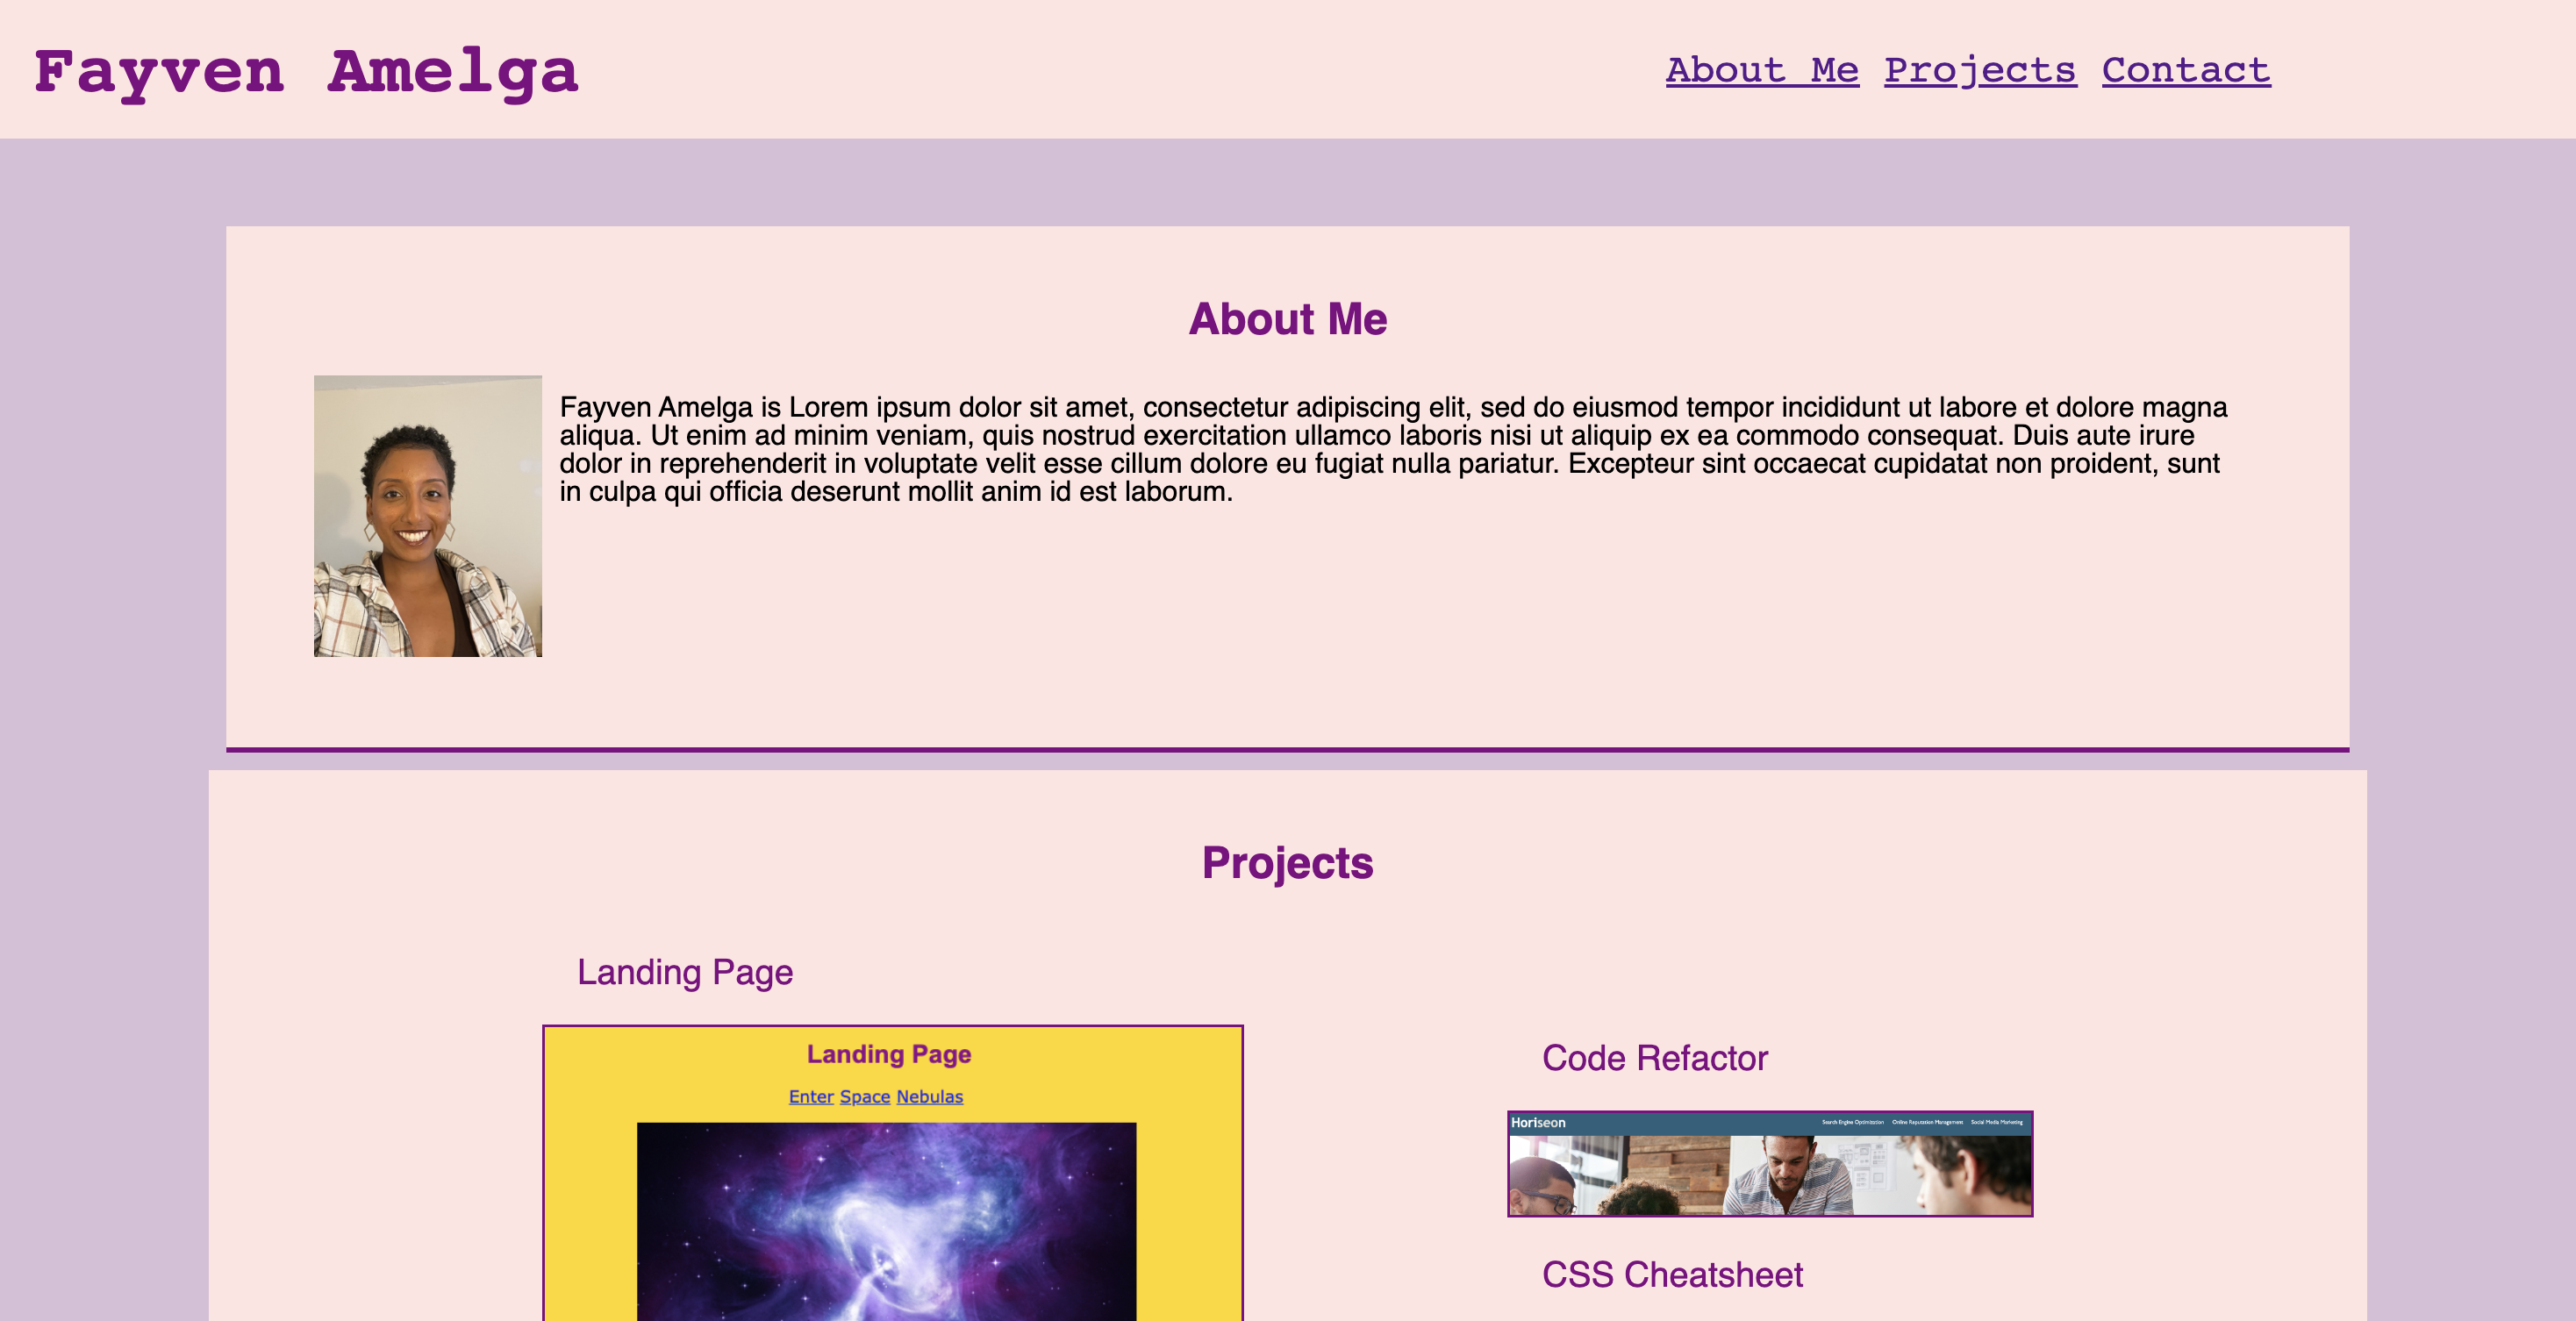 Fayven Amelga
About Me Projects Contact
About Me
Fayven Amelga is Lorem ipsum dolor sit amet, consectetur adipiscing elit, sed do eiusmod tempor incididunt ut labore et dolore magna
aliqua. Ut enim ad minim veniam, quis nostrud exercitation ullamco laboris nisi ut aliquip ex ea commodo consequat. Duis aute irure
dolor in reprehenderit in voluptate velit esse cillum dolore eu fugiat nulla pariatur. Excepteur sint occaecat cupidatat non proident, sunt
in culpa qui officia deserunt mollit anim id est laborum.
Projects
Landing Page
Landing Page
Enter Space Nebulas
Code Refactor
Horiseon
Search Engine Optimization Online Reputation Management Social Media Marketing
CSS Cheatsheet